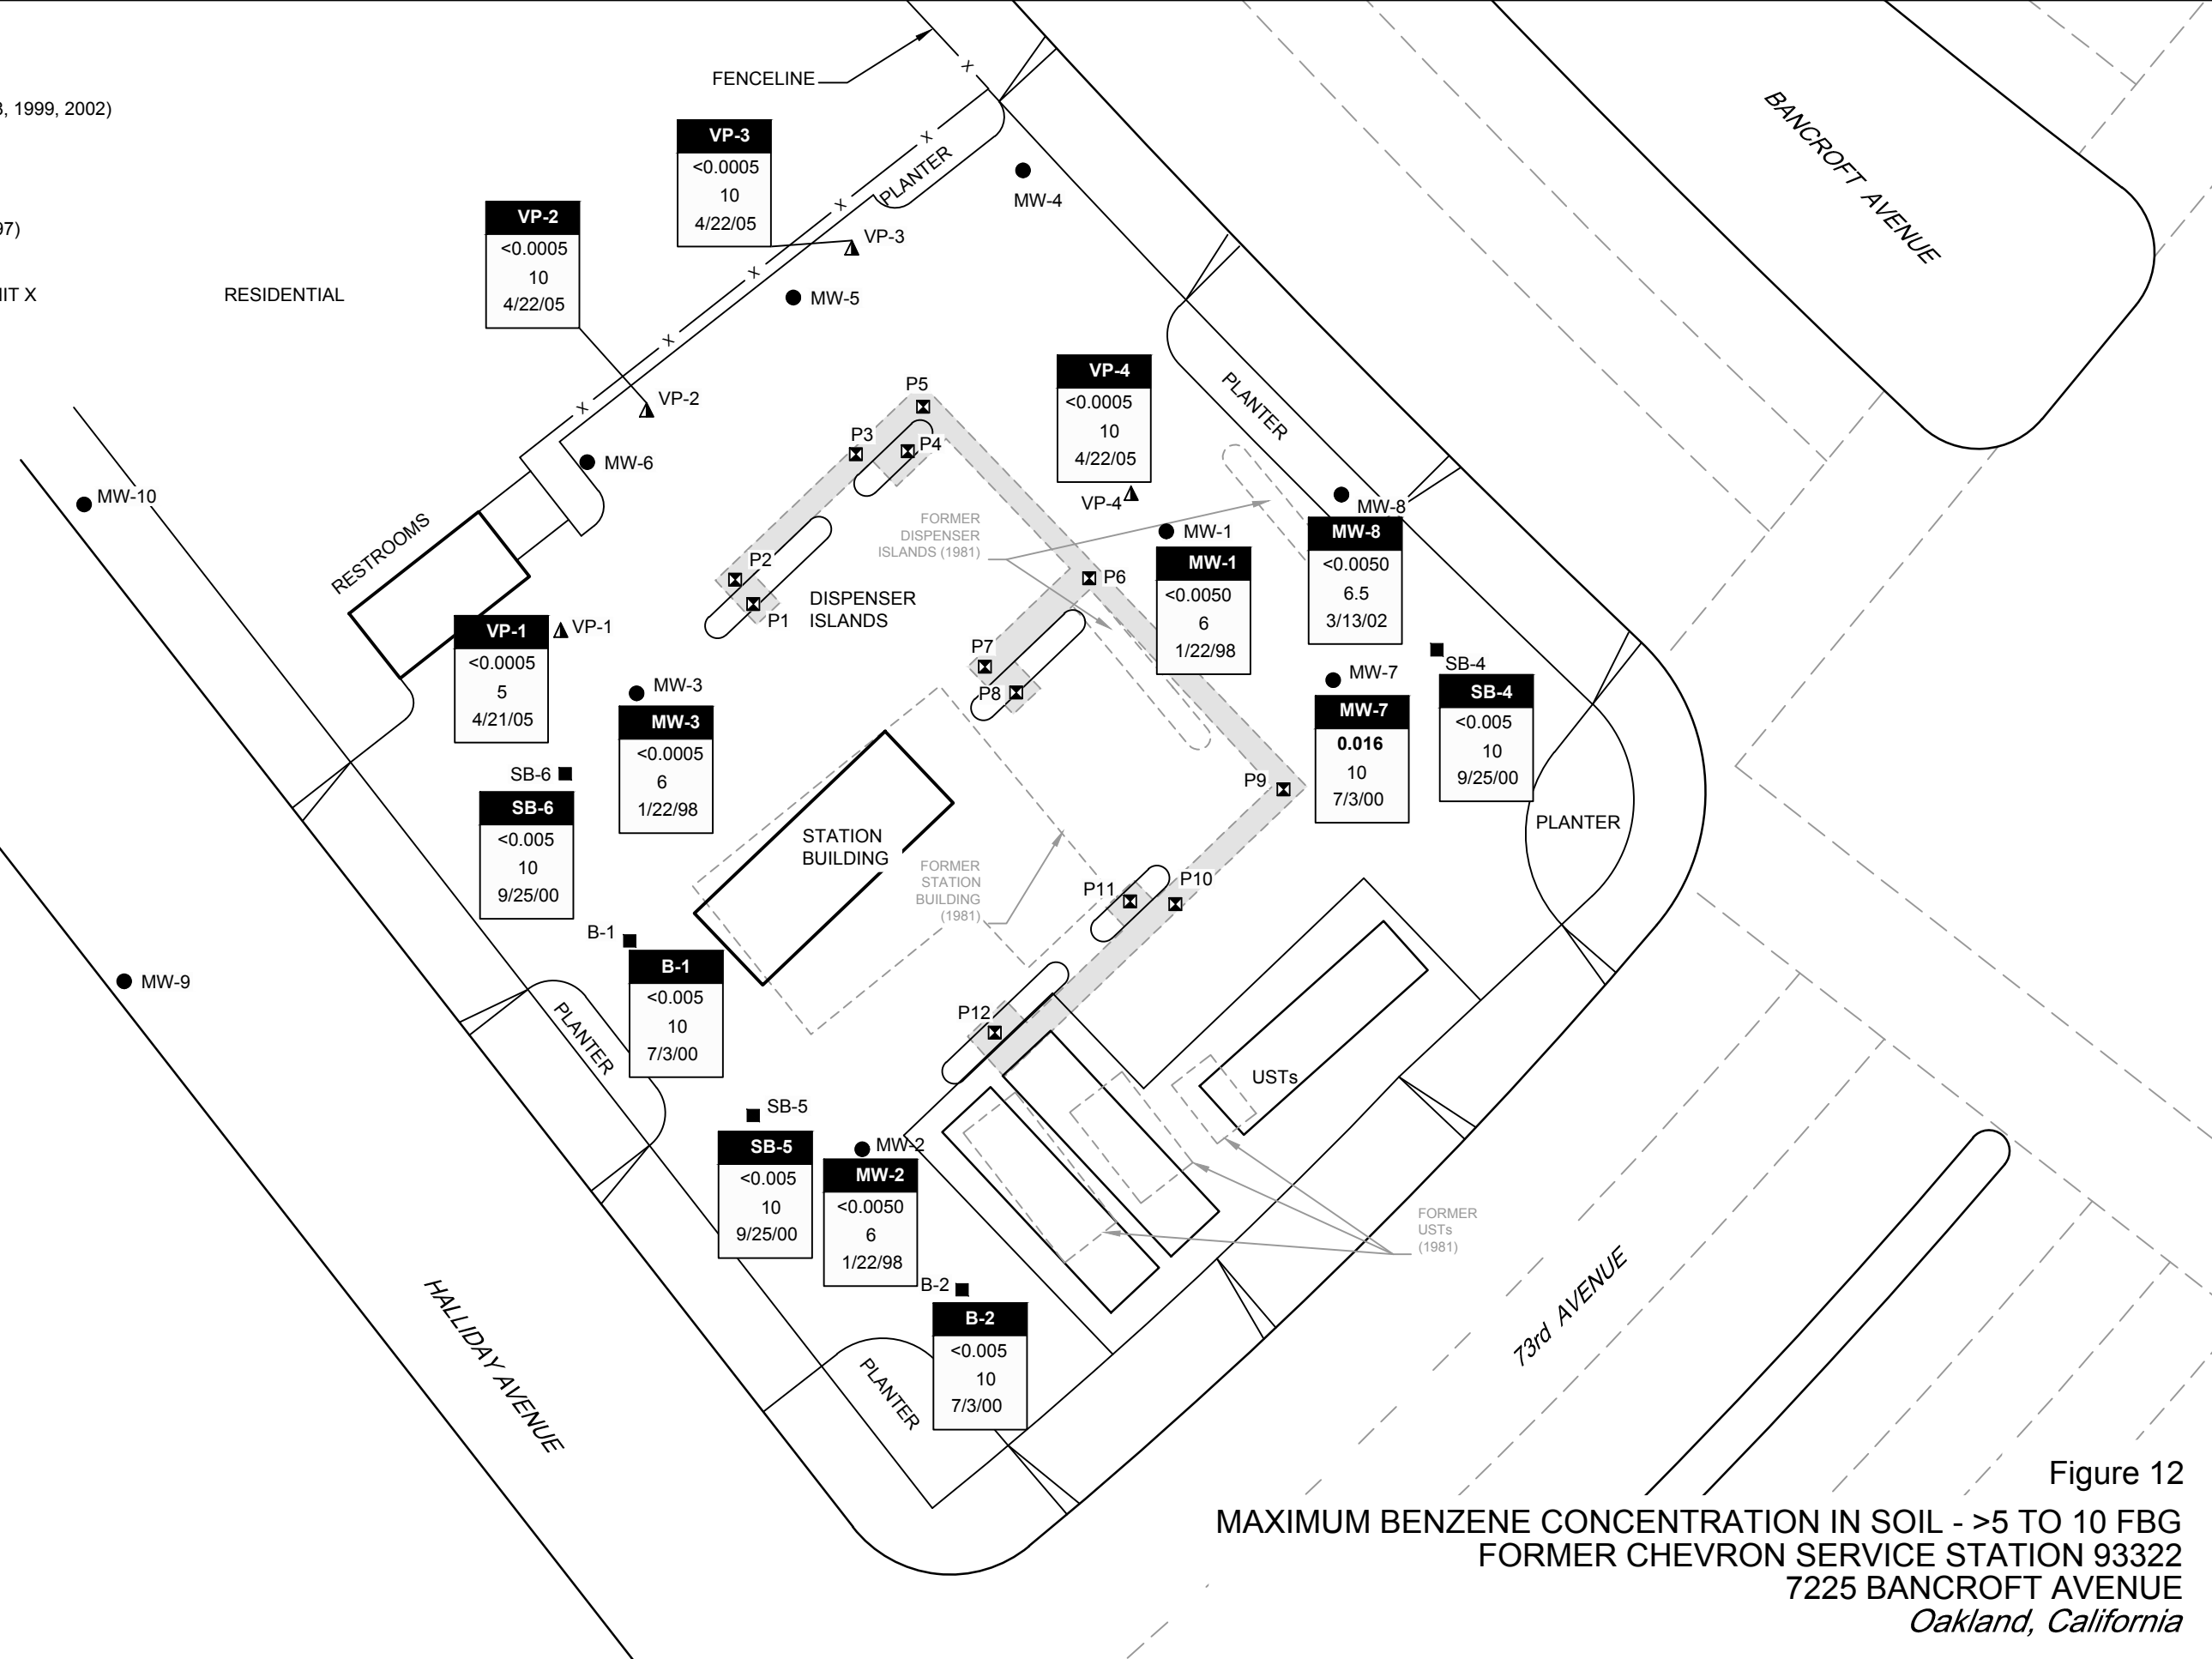 FENCELINE
X
3, 1999, 2002)
VP-3
<0.0005
10
4/22/05
X
PLANTER
BANCROFT AVENUE
MW-4
97)
VP-2
<0.0005
10
4/22/05
X
VP-3
X
MW-5
IIT X
RESIDENTIAL
X
VP-2
X
MW-6
MW-10
RESTROOMS
P5
P3
P4
VP-4
<0.0005
10
4/22/05
VP-4
PLANTER
FORMER
DISPENSER
ISLANDS (1981)
MW-8
MW-8
<0.0050
6.5
3/13/02
MW-1
MW-1
<0.0050
6
1/22/98
P2
P1
DISPENSER
ISLANDS
P6
P7
P8
VP-1
VP-1
<0.0005
5
4/21/05
MW-3
MW-3
<0.0005
6
1/22/98
SB-4
SB-4
<0.005
10
9/25/00
MW-7
MW-7
0.016
10
7/3/00
P9
PLANTER
SB-6
SB-6
<0.005
10
9/25/00
STATION
BUILDING
FORMER
STATION
BUILDING
(1981)
P11
P10
B-1
B-1
<0.005
10
7/3/00
MW-9
PLANTER
P12
USTs
SB-5
SB-5
<0.005
10
9/25/00
MW-2
MW-2
<0.0050
6
1/22/98
FORMER
USTs
(1981)
B-2
B-2
<0.005
10
7/3/00
PLANTER
HALLIDAY AVENUE
73rd AVENUE
Figure 12
MAXIMUM BENZENE CONCENTRATION IN SOIL - >5 TO 10 FBG
FORMER CHEVRON SERVICE STATION 93322
7225 BANCROFT AVENUE
Oakland, California